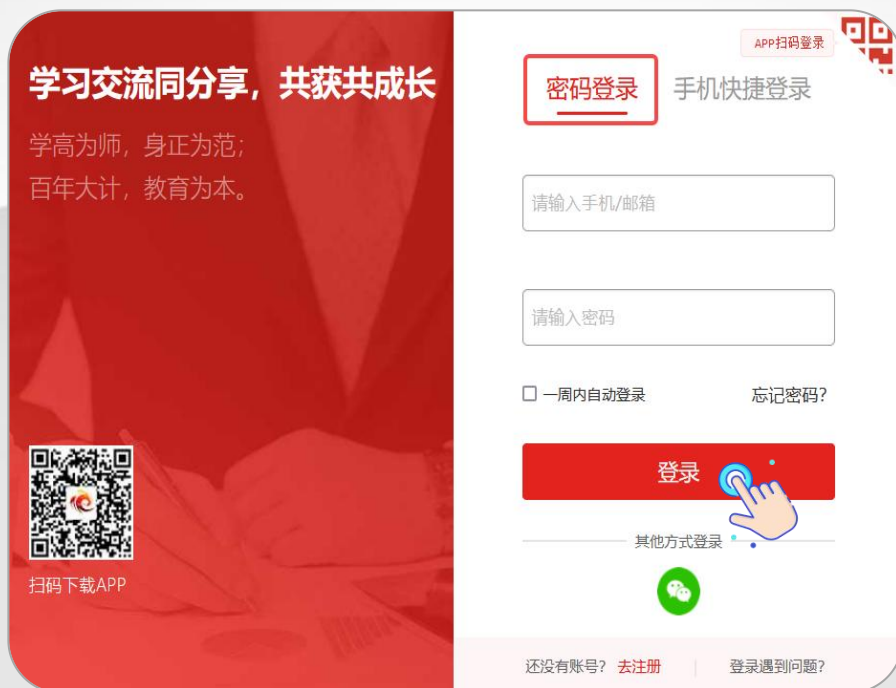 学习交流同分享，共获共成长
学高为师，身正为范；
百年大计，教育为本。
扫码下载APP
APP扫码登录
密码登录 手机快捷登录
请输入手机/邮箱
请输入密码
一周内自动登录 忘记密码?
登录
其他方式登录
还没有账号? 去注册 登录遇到问题?